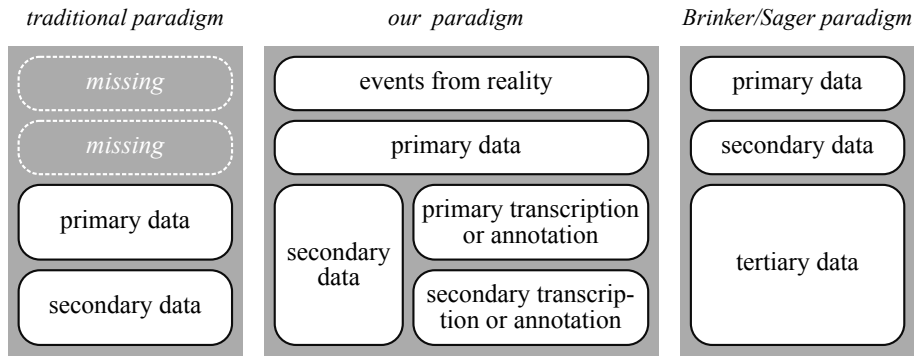 traditional paradigm
missing
missing
primary data
secondary data
our paradigm
events from reality
primary data
secondary
data
primary transcription
or annotation
secondary transcrip-
tion or annotation
Brinker/Sager paradigm
primary data
secondary data
tertiary data